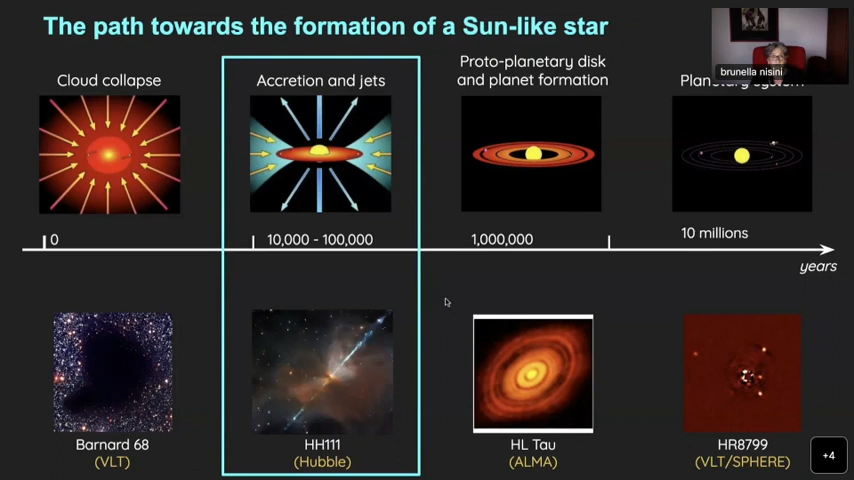 The path towards the formation of a Sun-like star
brunella nisini
Cloud collapse
Accretion and jets
Proto-planetary disk
and planet formation
Planetary system
0
10,000 - 100,000
1,000,000
10 millions
years
Barnard 68
(VLT)
HH111
(Hubble)
HL Tau
(ALMA)
HR8799
(VLT/SPHERE)
+4